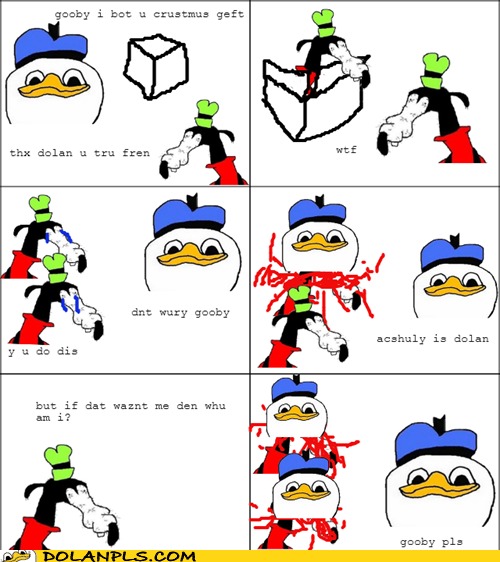 gooby i bot u crustmus geft
thx dolan u tru fren
wtf
dnt wury gooby
y u do dis
acshuly is dolan
but if dat waznt me den whu
am i?
gooby pls
DOLANPLS.COM